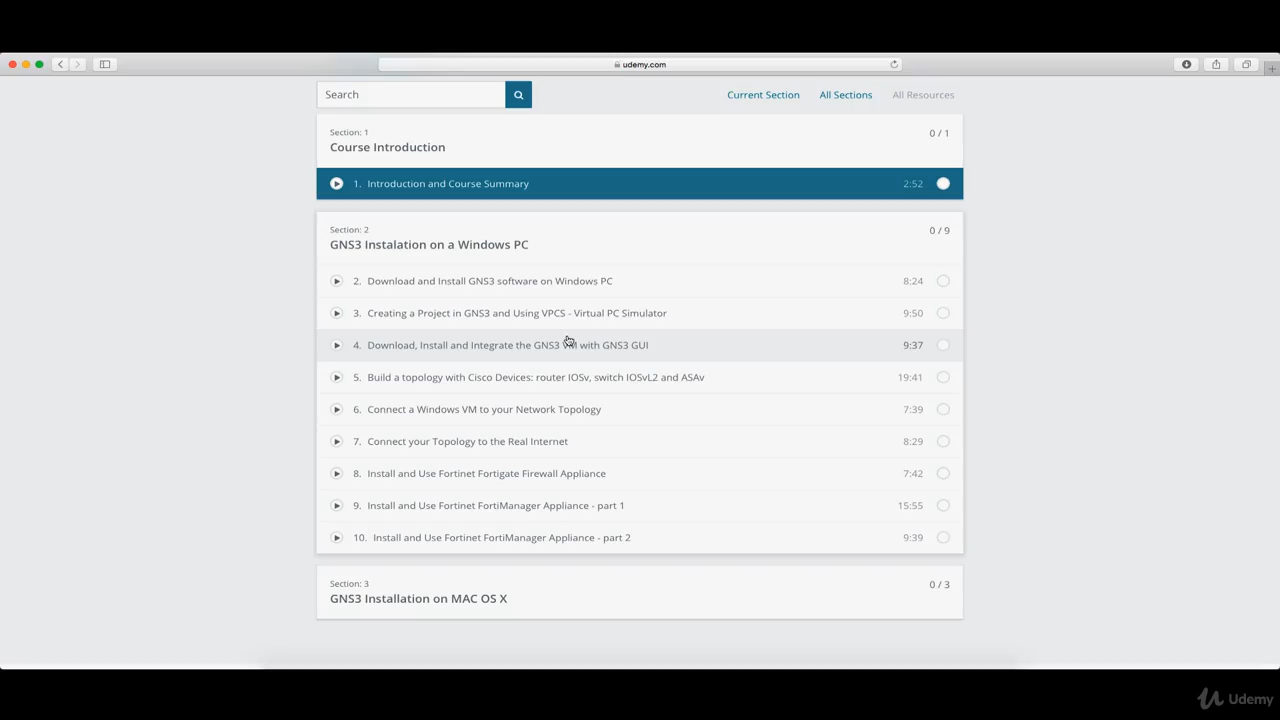 udemy.com
Search
Current Section
All Sections
All Resources
Section: 1
0 / 1
Course Introduction
1. Introduction and Course Summary 2:52
Section: 2
0 / 9
GNS3 Instalation on a Windows PC
2. Download and Install GNS3 software on Windows PC 8:24
3. Creating a Project in GNS3 and Using VPCS - Virtual PC Simulator 9:50
4. Download, Install and Integrate the GNS3 VM with GNS3 GUI 9:37
5. Build a topology with Cisco Devices: router IOSv, switch IOSvL2 and ASAv 19:41
6. Connect a Windows VM to your Network Topology 7:39
7. Connect your Topology to the Real Internet 8:29
8. Install and Use Fortinet Fortigate Firewall Appliance 7:42
9. Install and Use Fortinet FortiManager Appliance - part 1 15:55
10. Install and Use Fortinet FortiManager Appliance - part 2 9:39
Section: 3
0 / 3
GNS3 Installation on MAC OS X
Udemy